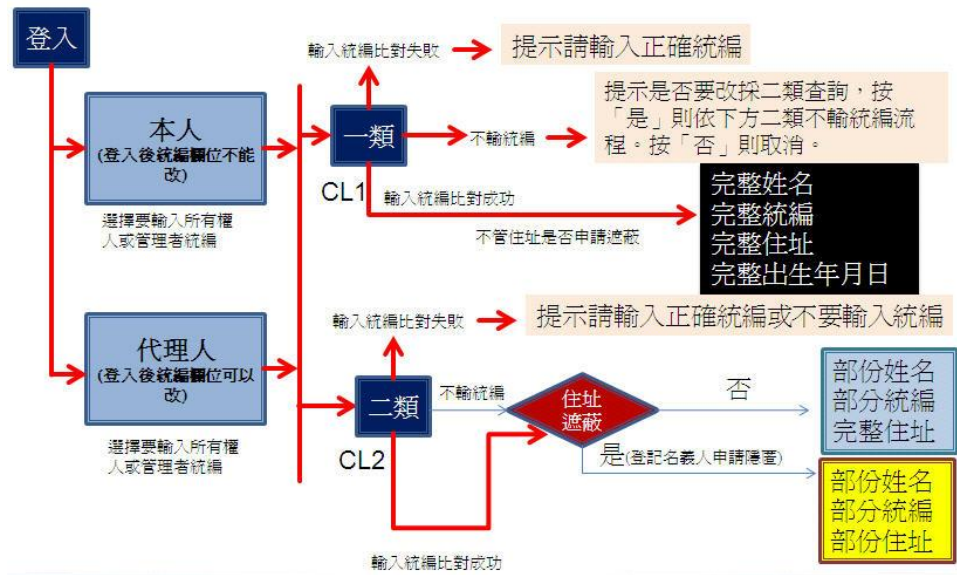 登入
輸入統編比對失敗
提示請輸入正確統編
本人
(登入後統編欄位不能
改)
選擇要輸入所有權
人或管理者統編
一類
CL1
不輸統編
提示是否要改採二類查詢，按
「是」則依下方二類不輸統編流
程。按「否」則取消。
輸入統編比對成功
不管住址是否申請遮蔽
完整姓名
完整統編
完整住址
完整出生年月日
代理人
(登入後統編欄位可以
改)
選擇要輸入所有權
人或管理者統編
輸入統編比對失敗
提示請輸入正確統編或不要輸入統編
二類
CL2
不輸統編
住址
遮蔽
否
部份姓名
部分統編
完整住址
是(登記名義人申請隱匿)
部份姓名
部分統編
部份住址
輸入統編比對成功